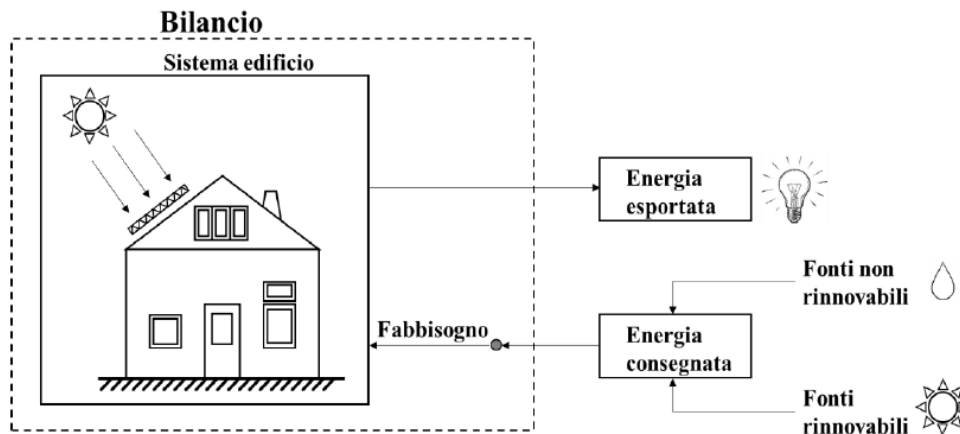 Bilancio
Sistema edificio
Energia
esportata
Fonti non
rinnovabili
Fabbisogno
Energia
consegnata
Fonti
rinnovabili